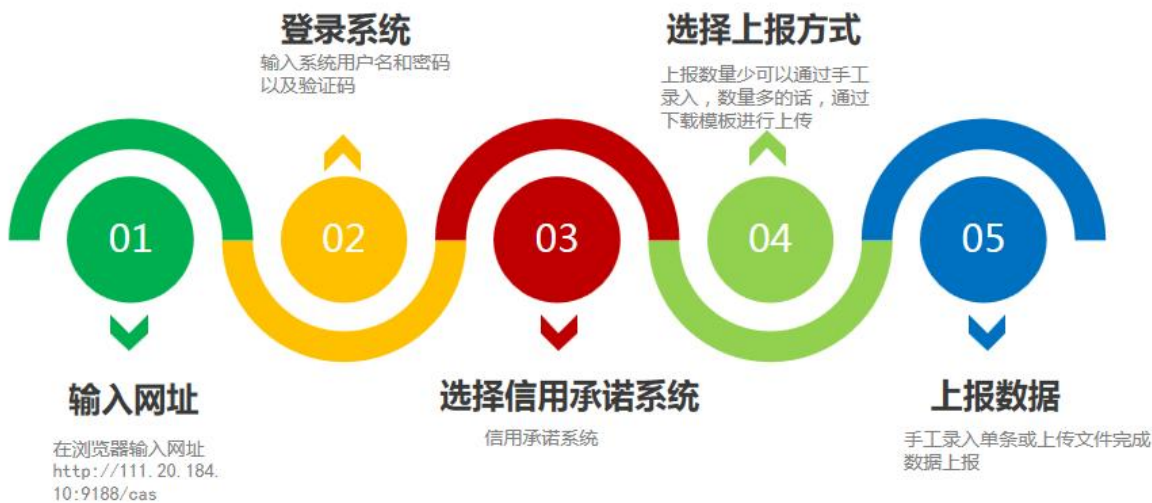 登录系统
输入系统用户名和密码
以及验证码
选择上报方式
上报数量少可以通过手工
录入，数量多的话，通过
下载模板进行上传
01
02
03
04
05
输入网址
在浏览器输入网址
http://111.20.184.
10:9188/cas
选择信用承诺系统
信用承诺系统
上报数据
手工录入单条或上传文件完成
数据上报